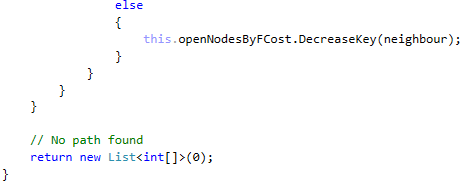 else
{
this.openNodesByFCost.DecreaseKey(neighbour);
}
}
}
}
// No path found
return new List<int[]>(0);
}